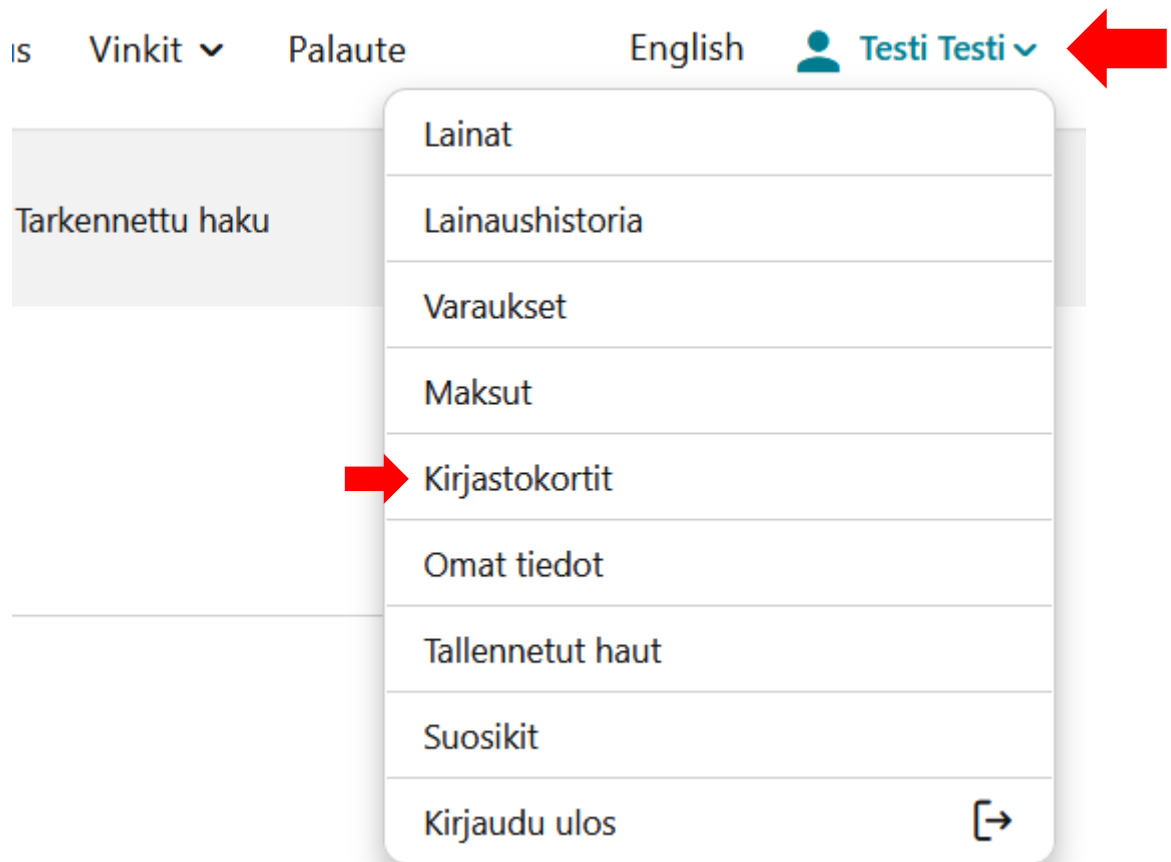 Vinkit Palaute English Testi Testi
Tarkennettu haku
Lainat
Lainaushistoria
Varaukset
Maksut
Kirjastokortit
Omat tiedot
Tallennetut haut
Suosikit
Kirjaudu ulos